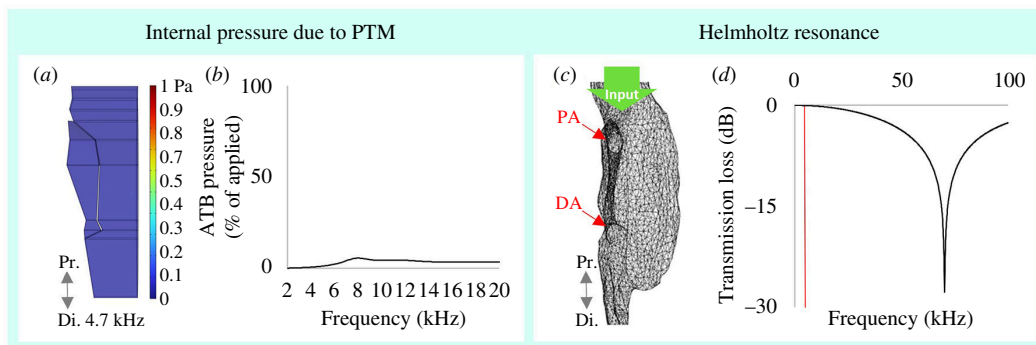 Internal pressure due to PTM
Helmholtz resonance
(a)
1 Pa
0.9
0.8
0.7
0.6
0.5
0.4
0.3
0.2
0.1
0
Pr.
Di. 4.7 kHz
(b)
ATB pressure
(% of applied)
100
50
0
2 4 6 8 10 12 14 16 18 20
Frequency (kHz)
(c)
Input
PA
DA
Pr.
Di.
(d)
0 50 100
Transmission loss (dB)
0
–15
–30
Frequency (kHz)